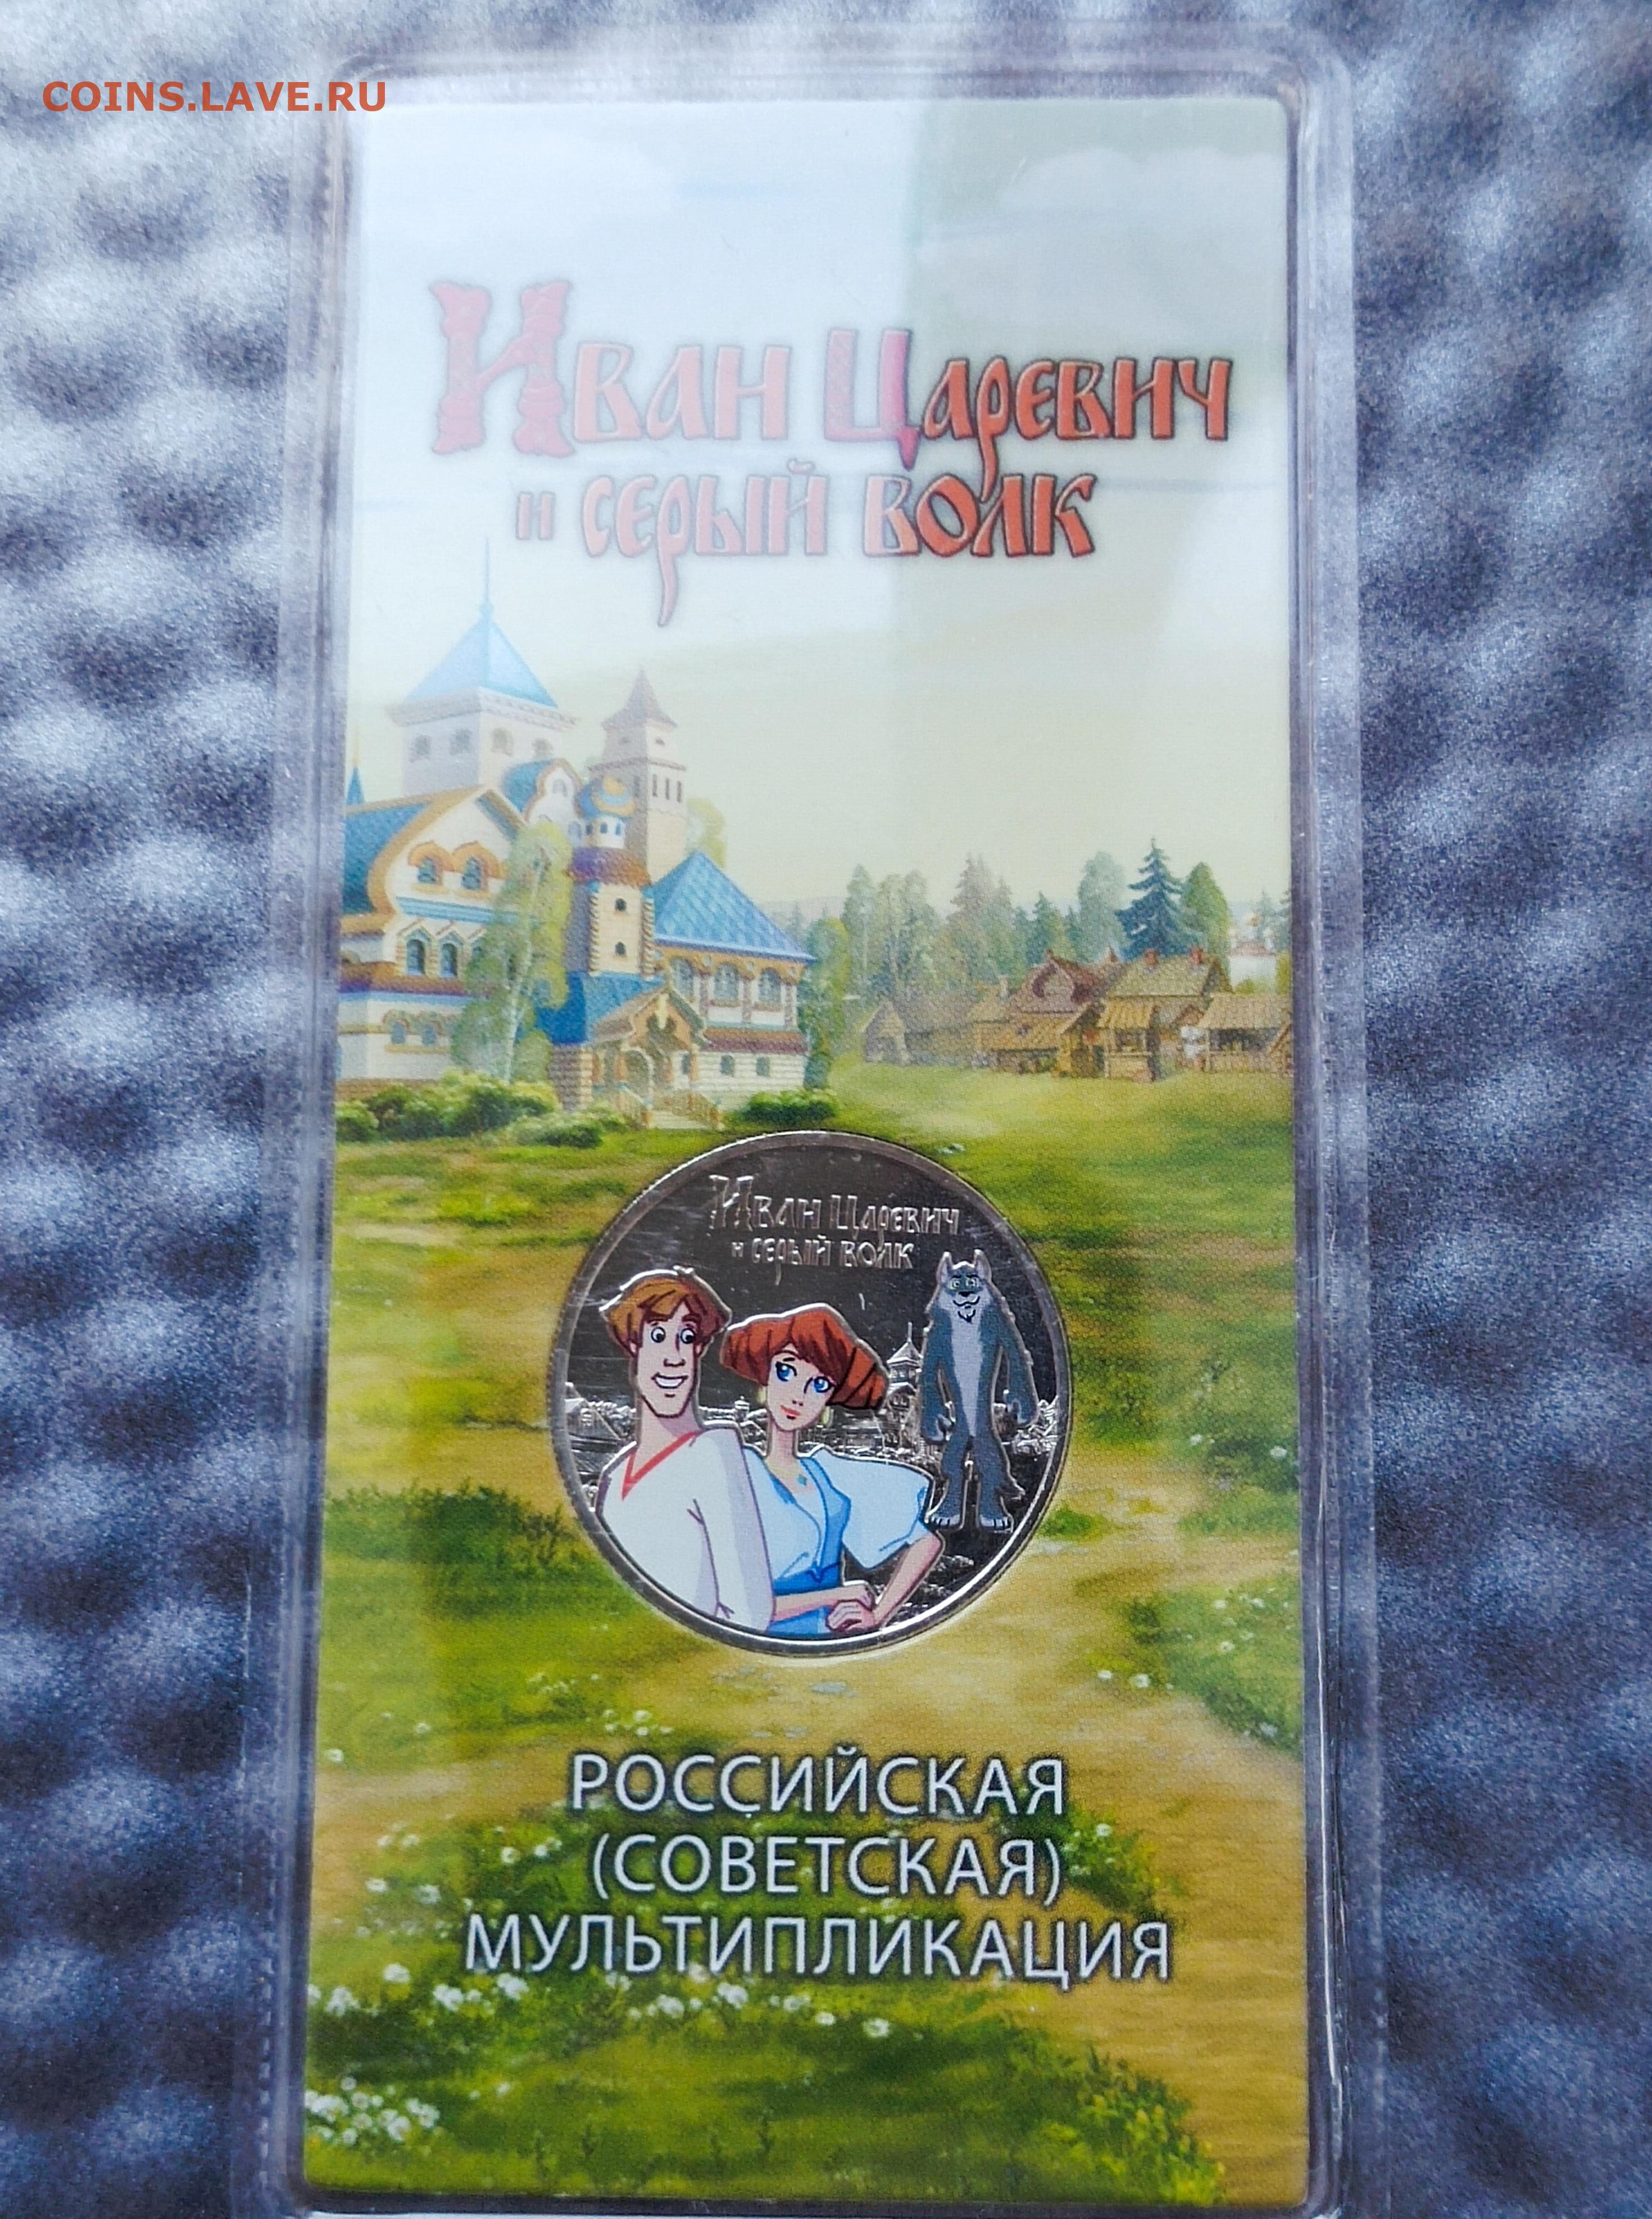 COINS.LAVE.RU
Иван Царевич
и серый волк
Иван Царевич
и серый волк
РОССИЙСКАЯ
(СОВЕТСКАЯ)
МУЛЬТИПЛИКАЦИЯ